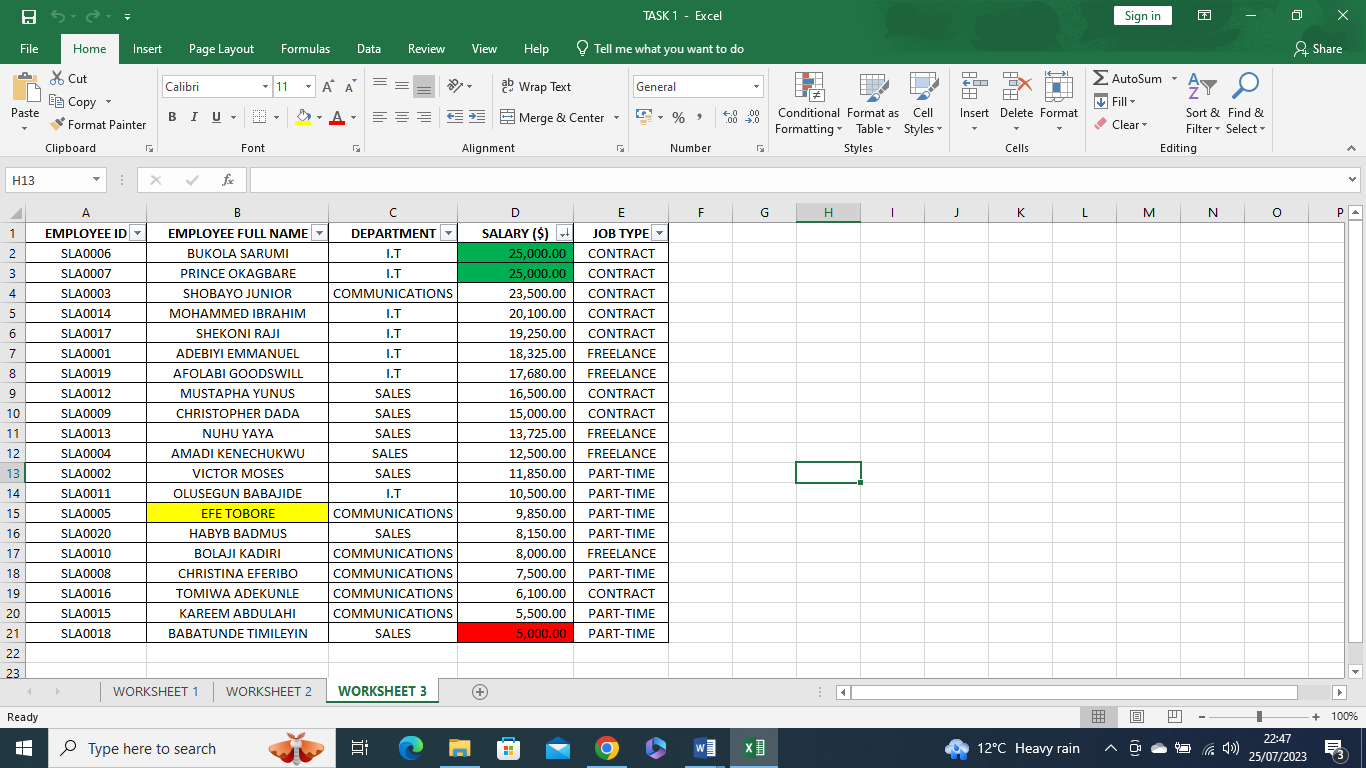 TASK 1 - Excel
Sign in
File Home Insert Page Layout Formulas Data Review View Help Tell me what you want to do Share
Cut
Copy
Format Painter
Paste
Clipboard
Calibri 11 A A
B I U A
Font
ab Wrap Text
Merge & Center
Alignment
General
% , .0 .00 .00 .0
Number
Conditional Formatting
Format as Table
Cell Styles
Styles
Insert Delete Format
Cells
AutoSum
Fill
Clear
Sort & Filter
Find & Select
Editing
H13 fx
A B C D E F G H I J K L M N O P
1 EMPLOYEE ID EMPLOYEE FULL NAME DEPARTMENT SALARY ($) JOB TYPE
2 SLA0006 BUKOLA SARUMI I.T 25,000.00 CONTRACT
3 SLA0007 PRINCE OKAGBARE I.T 25,000.00 CONTRACT
4 SLA0003 SHOBAYO JUNIOR COMMUNICATIONS 23,500.00 CONTRACT
5 SLA0014 MOHAMMED IBRAHIM I.T 20,100.00 CONTRACT
6 SLA0017 SHEKONI RAJI I.T 19,250.00 CONTRACT
7 SLA0001 ADEBIYI EMMANUEL I.T 18,325.00 FREELANCE
8 SLA0019 AFOLABI GOODSWILL I.T 17,680.00 FREELANCE
9 SLA0012 MUSTAPHA YUNUS SALES 16,500.00 CONTRACT
10 SLA0009 CHRISTOPHER DADA SALES 15,000.00 CONTRACT
11 SLA0013 NUHU YAYA SALES 13,725.00 FREELANCE
12 SLA0004 AMADI KENECHUKWU SALES 12,500.00 FREELANCE
13 SLA0002 VICTOR MOSES SALES 11,850.00 PART-TIME
14 SLA0011 OLUSEGUN BABAJIDE I.T 10,500.00 PART-TIME
15 SLA0005 EFE TOBORE COMMUNICATIONS 9,850.00 PART-TIME
16 SLA0020 HABYB BADMUS SALES 8,150.00 PART-TIME
17 SLA0010 BOLAJI KADIRI COMMUNICATIONS 8,000.00 FREELANCE
18 SLA0008 CHRISTINA EFERIBO COMMUNICATIONS 7,500.00 PART-TIME
19 SLA0016 TOMIWA ADEKUNLE COMMUNICATIONS 6,100.00 CONTRACT
20 SLA0015 KAREEM ABDULAHI COMMUNICATIONS 5,500.00 PART-TIME
21 SLA0018 BABATUNDE TIMILEYIN SALES 5,000.00 PART-TIME
22
23
WORKSHEET 1 WORKSHEET 2 WORKSHEET 3
Ready 100%
Type here to search
12°C Heavy rain
22:47
25/07/2023
3